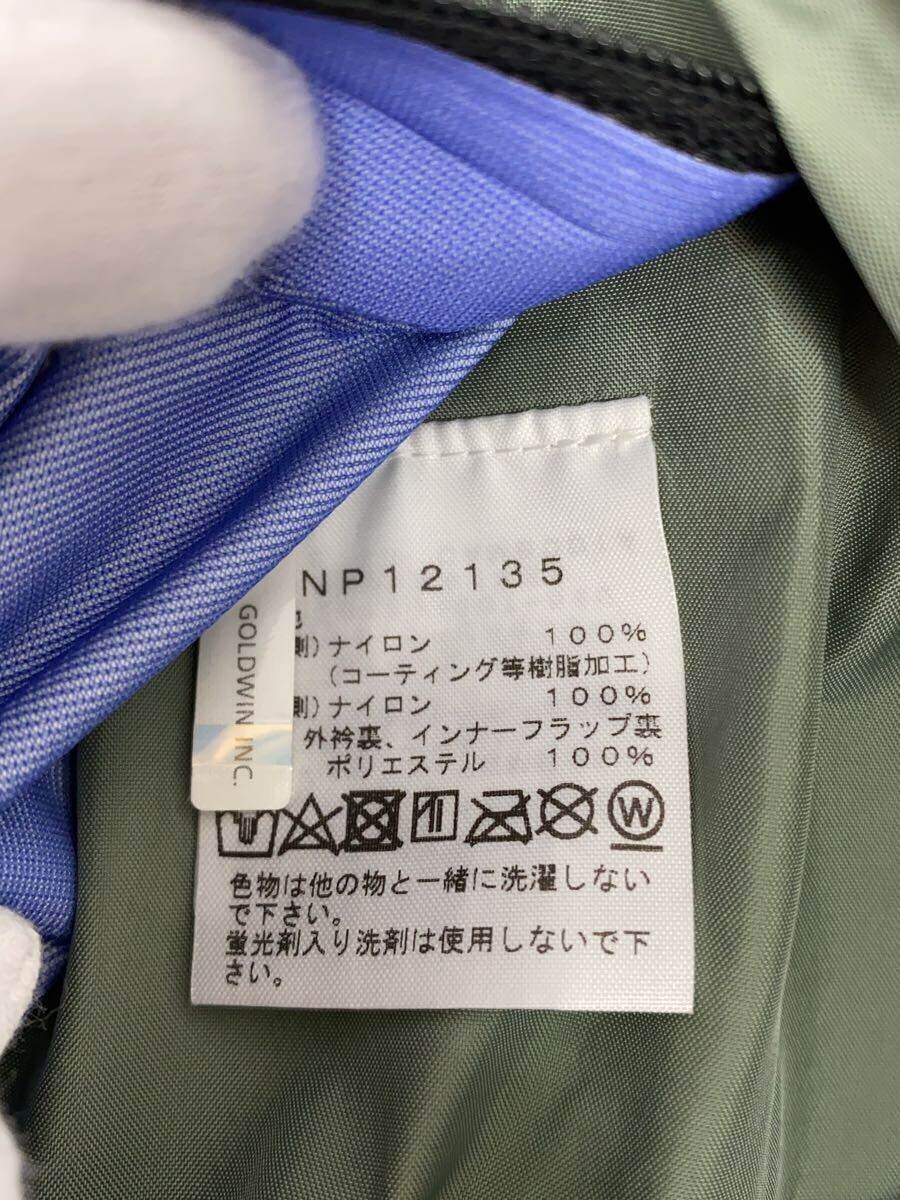 NP12135
GOLDWIN INC.
側)ナイロン 100%
(コーティング等樹脂加工)
側)ナイロン 100%
外衿裏、インナーフラップ裏
ポリエステル 100%
W
色物は他の物と一緒に洗濯しない
で下さい。
蛍光剤入り洗剤は使用しないで下
さい。